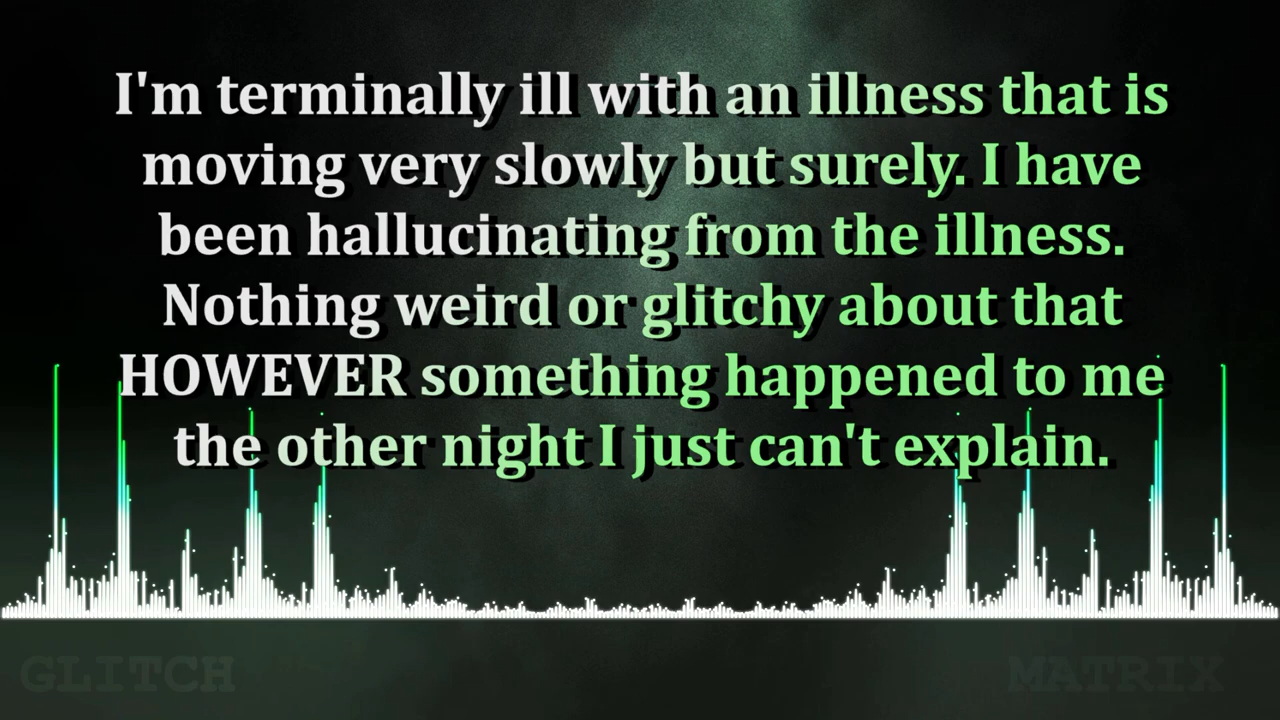 I'm terminally ill with an illness that is
moving very slowly but surely. I have
been hallucinating from the illness.
Nothing weird or glitchy about that
HOWEVER something happened to me
the other night I just can't explain.
GLITCH
MATRIX